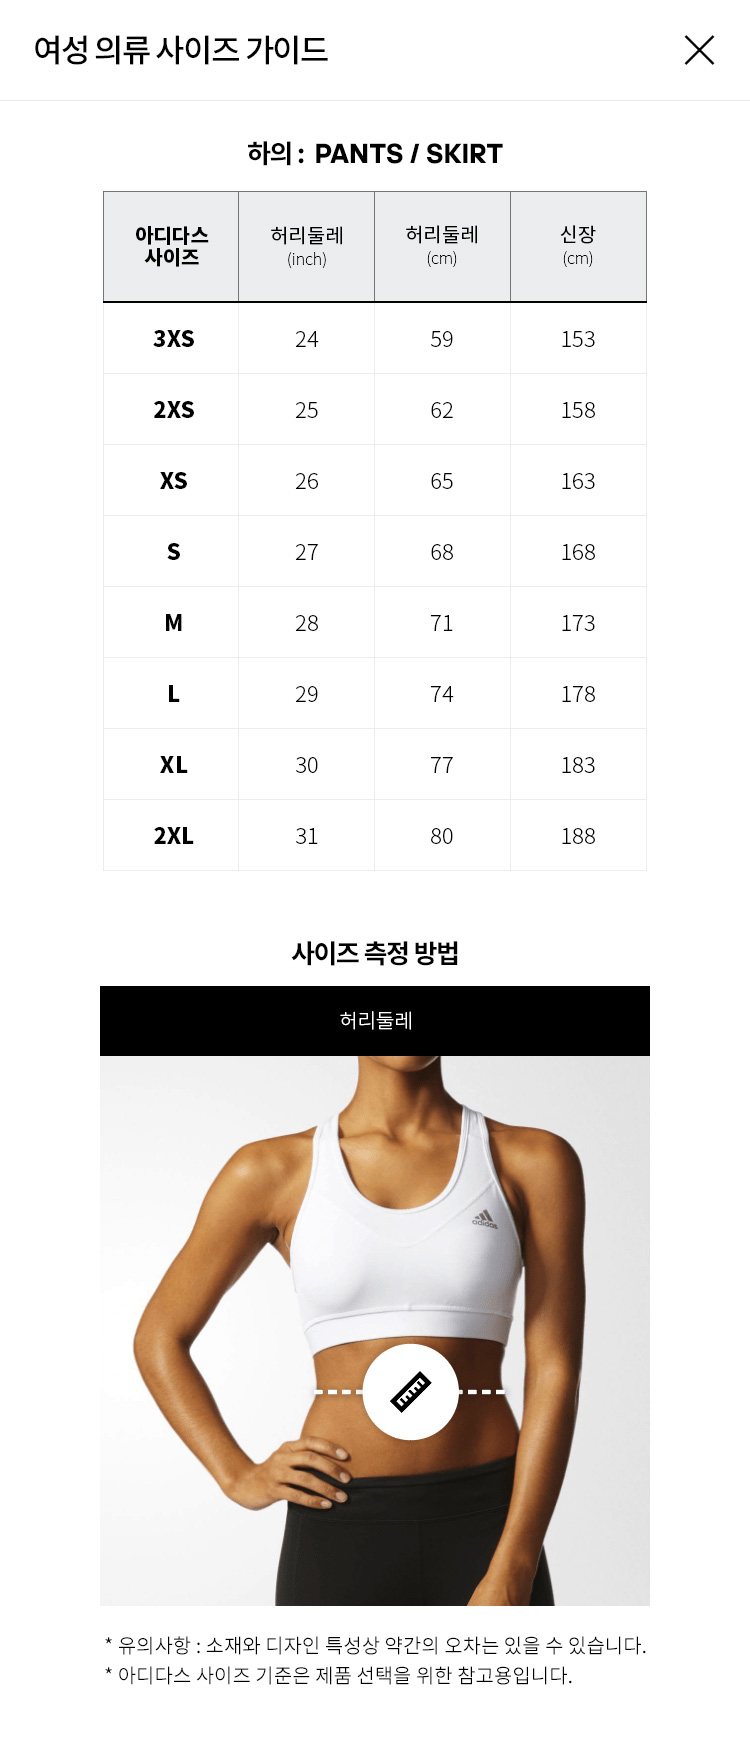 여성 의류 사이즈 가이드
하의 : PANTS / SKIRT
아디다스 사이즈 허리둘레 (inch) 허리둘레 (cm) 신장 (cm)
3XS 24 59 153
2XS 25 62 158
XS 26 65 163
S 27 68 168
M 28 71 173
L 29 74 178
XL 30 77 183
2XL 31 80 188
사이즈 측정 방법
허리둘레
adidas
* 유의사항 : 소재와 디자인 특성상 약간의 오차는 있을 수 있습니다.
* 아디다스 사이즈 기준은 제품 선택을 위한 참고용입니다.